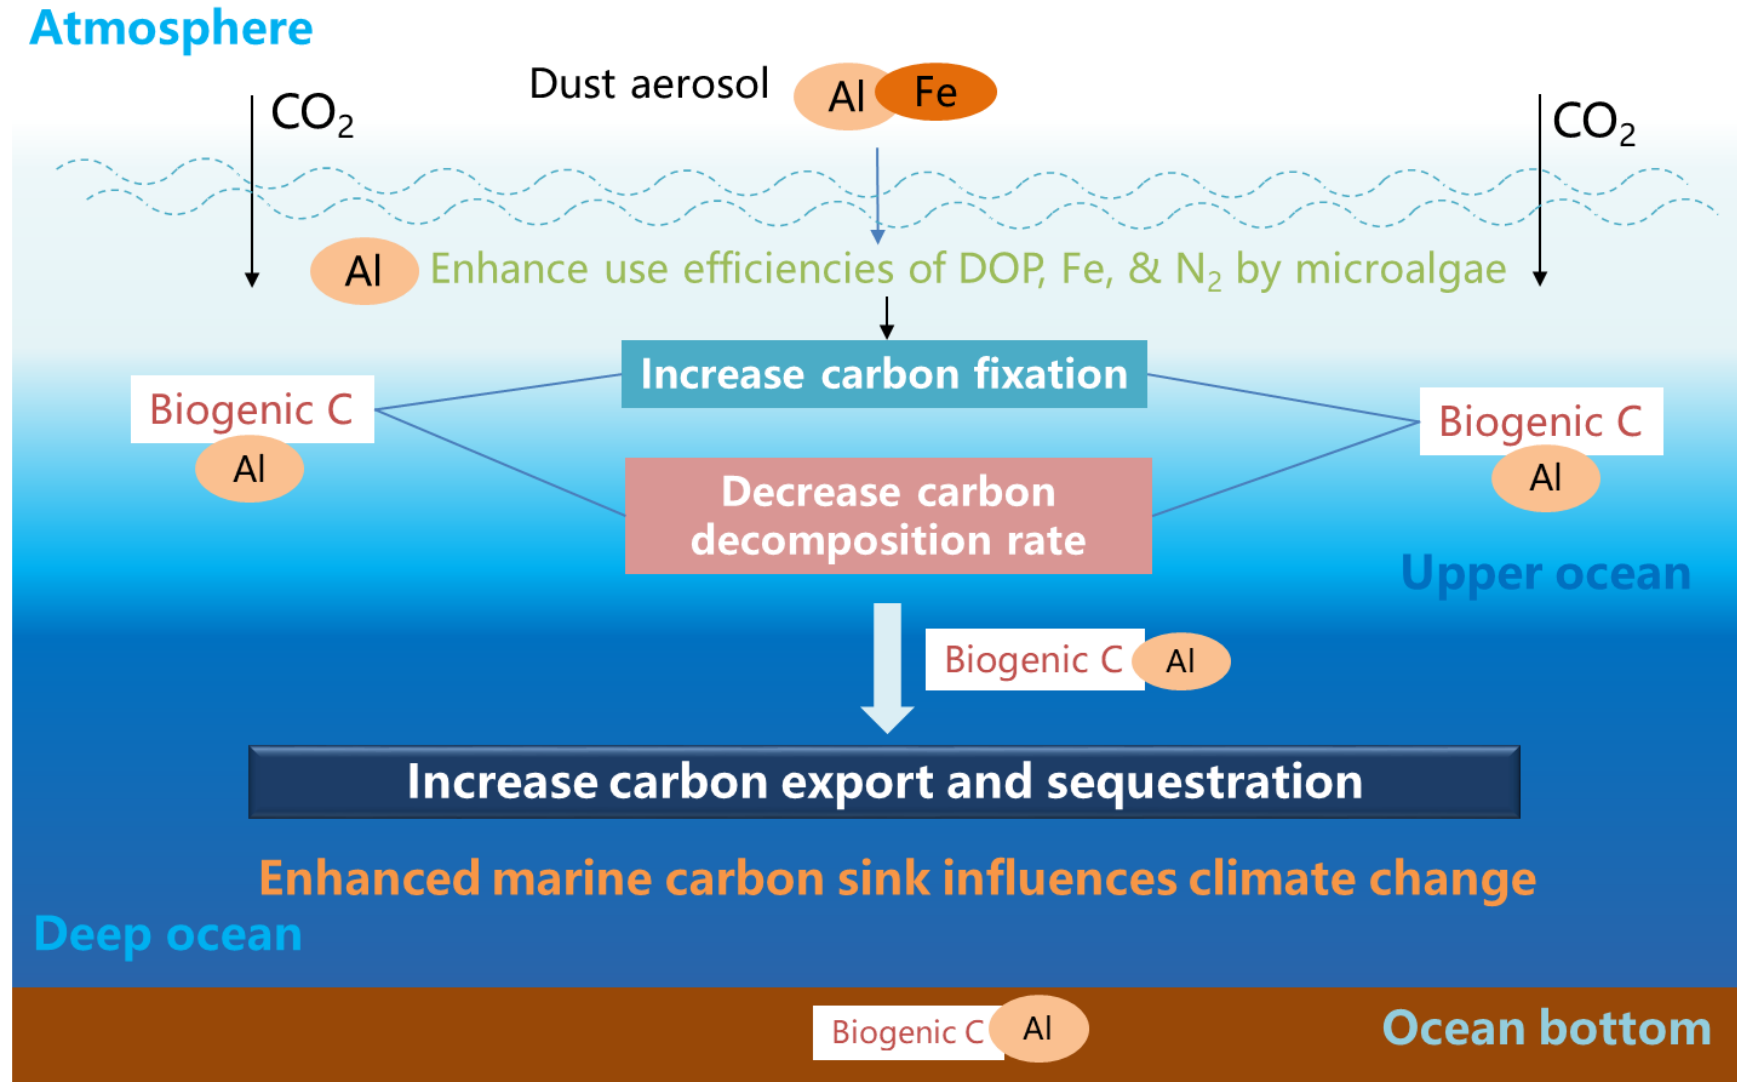 Atmosphere
Dust aerosol
Al
Fe
CO₂
CO₂
Al
Enhance use efficiencies of DOP, Fe, & N₂ by microalgae
Increase carbon fixation
Biogenic C
Al
Biogenic C
Al
Decrease carbon
decomposition rate
Upper ocean
Biogenic C
Al
Increase carbon export and sequestration
Enhanced marine carbon sink influences climate change
Deep ocean
Biogenic C
Al
Ocean bottom